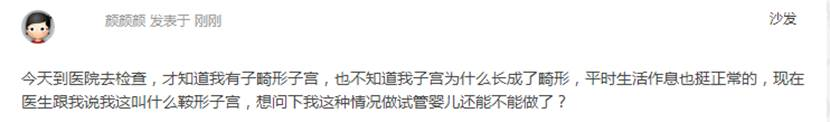 颜颜颜 发表于 刚刚
沙发
今天到医院去检查，才知道我有子畸形子宫，也不知道我子宫为什么长成了畸形，平时生活作息也挺正常的，现在
医生跟我说我这叫什么鞍形子宫，想问下我这种情况做试管婴儿还能不能做了？